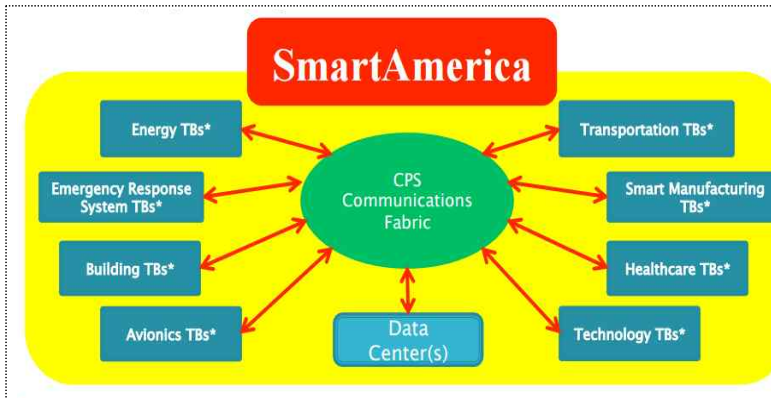 SmartAmerica
Energy TBs*
Transportation TBs*
CPS
Communications
Fabric
Emergency Response
System TBs*
Smart Manufacturing
TBs*
Building TBs*
Healthcare TBs*
Avionics TBs*
Data
Center(s)
Technology TBs*